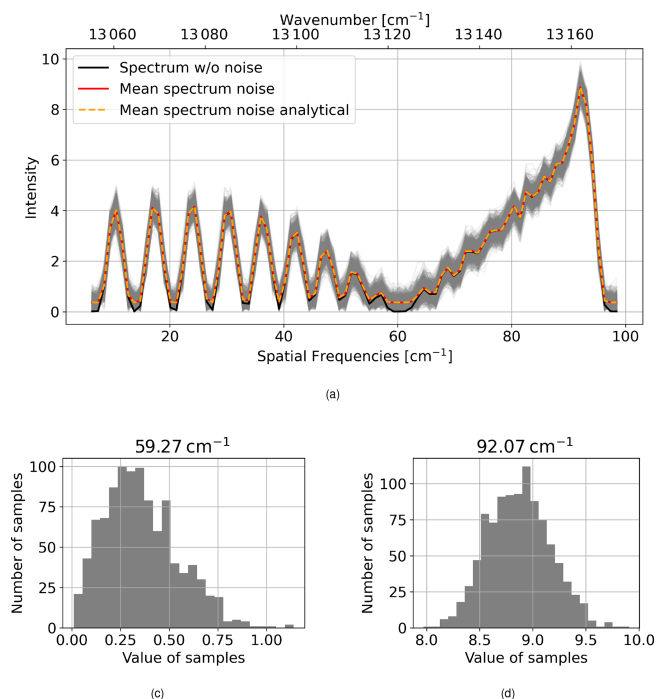 Wavenumber [cm⁻¹]
13 060 13 080 13 100 13 120 13 140 13 160
Spectrum w/o noise
Mean spectrum noise
Mean spectrum noise analytical
Intensity
10
8
6
4
2
0
20 40 60 80 100
Spatial Frequencies [cm⁻¹]
(a)
59.27 cm⁻¹
Number of samples
100
75
50
25
0
0.00 0.25 0.50 0.75 1.00
Value of samples
(c)
92.07 cm⁻¹
Number of samples
100
75
50
25
0
8.0 8.5 9.0 9.5 10.0
Value of samples
(d)